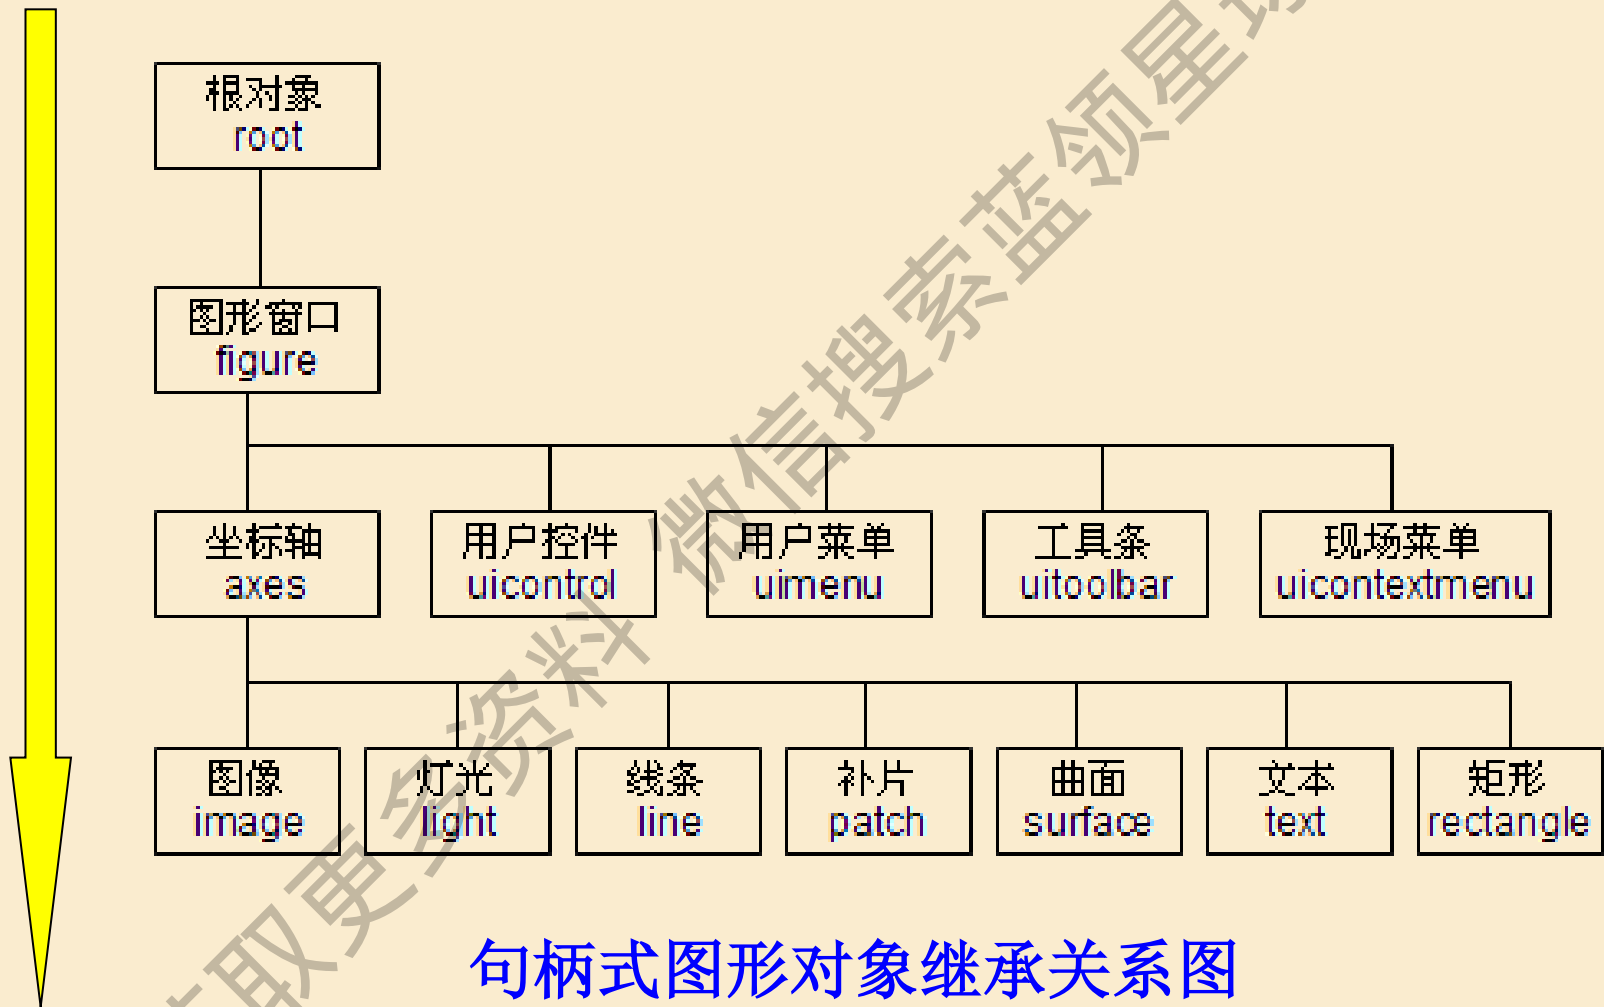 根对象
root
图形窗口
figure
坐标轴
axes
用户控件
uicontrol
用户菜单
uimenu
工具条
uitoolbar
现场菜单
uicontextmenu
图像
image
灯光
light
线条
line
补片
patch
曲面
surface
文本
text
矩形
rectangle
句柄式图形对象继承关系图
取更多资料 微信搜索蓝领星球